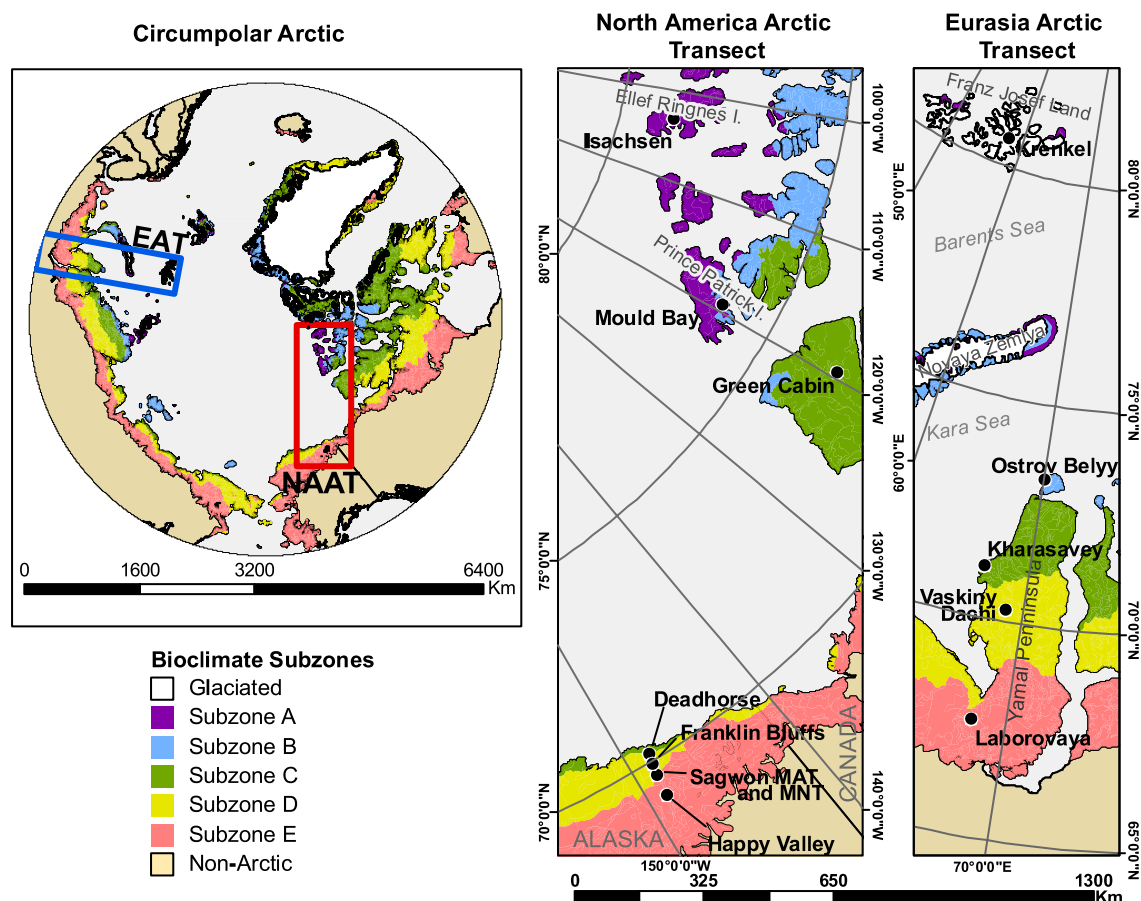 Circumpolar Arctic
EAT
NAAT
0 1600 3200 6400
Km
Bioclimate Subzones
Glaciated
Subzone A
Subzone B
Subzone C
Subzone D
Subzone E
Non-Arctic
North America Arctic
Transect
Ellef Ringnes I.
Isachsen
Prince Patrick I.
Mould Bay
Green Cabin
Deadhorse
Franklin Bluffs
Sagwon MAT
and MNT
Happy Valley
ALASKA
CANADA
80°0'0"N
75°0'0"N
70°0'0"N
100°0'0"W
110°0'0"W
120°0'0"W
130°0'0"W
140°0'0"W
150°0'0"W
0 325 650 1300
Km
Eurasia Arctic
Transect
Franz Josef Land
Krenkel
Barents Sea
Novaya Zemlya
Kara Sea
Ostrov Belyy
Kharasavey
Vaskiny
Dachi
Yamal Penninsula
Laborovaya
50°0'0"E
60°0'0"E
70°0'0"E
80°0'0"N
75°0'0"N
70°0'0"N
65°0'0"N